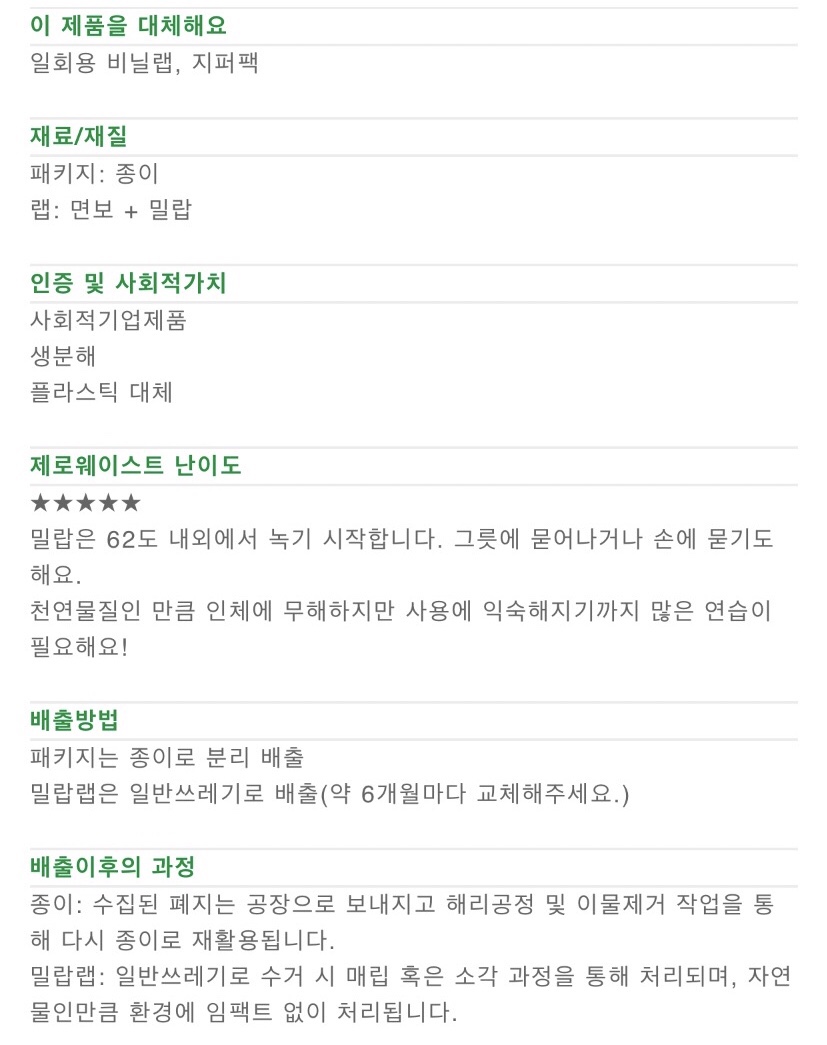 이 제품을 대체해요
일회용 비닐랩, 지퍼팩
재료/재질
패키지: 종이
랩: 면보 + 밀랍
인증 및 사회적가치
사회적기업제품
생분해
플라스틱 대체
제로웨이스트 난이도
★★★★★
밀랍은 62도 내외에서 녹기 시작합니다. 그릇에 묻어나거나 손에 묻기도
해요.
천연물질인 만큼 인체에 무해하지만 사용에 익숙해지기까지 많은 연습이
필요해요!
배출방법
패키지는 종이로 분리 배출
밀랍랩은 일반쓰레기로 배출(약 6개월마다 교체해주세요.)
배출이후의 과정
종이: 수집된 폐지는 공장으로 보내지고 해리공정 및 이물제거 작업을 통
해 다시 종이로 재활용됩니다.
밀랍랩: 일반쓰레기로 수거 시 매립 혹은 소각 과정을 통해 처리되며, 자연
물인만큼 환경에 임팩트 없이 처리됩니다.